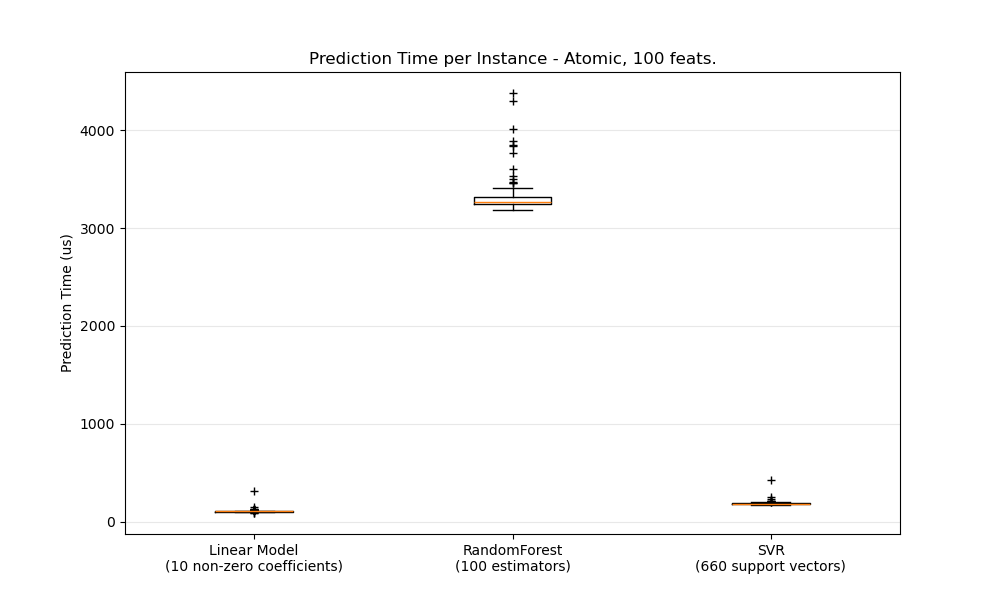 Prediction Time per Instance - Atomic, 100 feats.
Prediction Time (us)
4000
3000
2000
1000
0
Linear Model
(10 non-zero coefficients)
RandomForest
(100 estimators)
SVR
(660 support vectors)